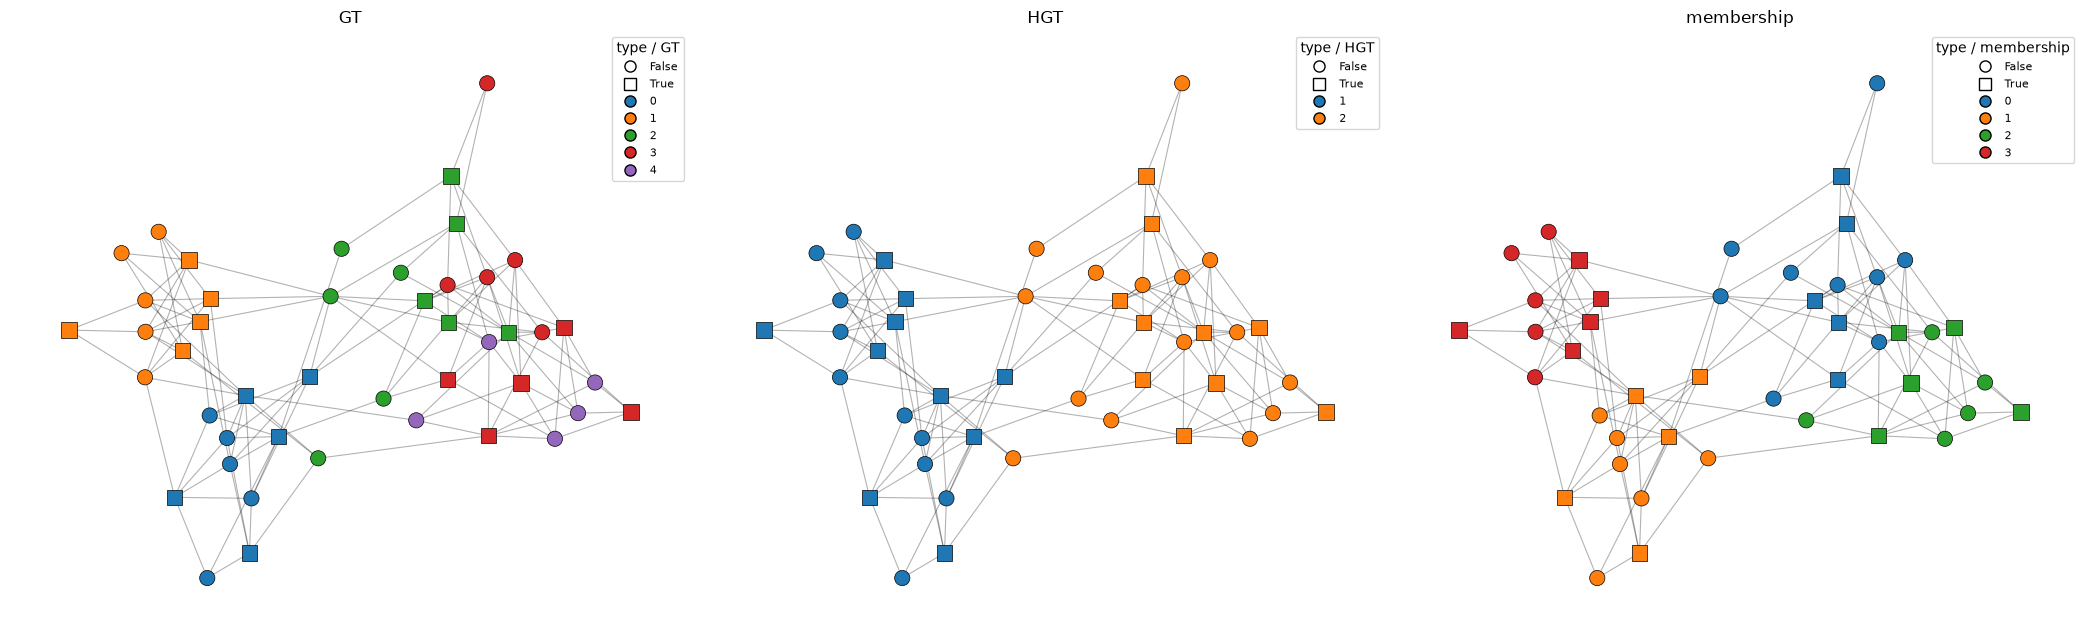 GT
type / GT
False
True
0
1
2
3
4
HGT
type / HGT
False
True
1
2
membership
type / membership
False
True
0
1
2
3